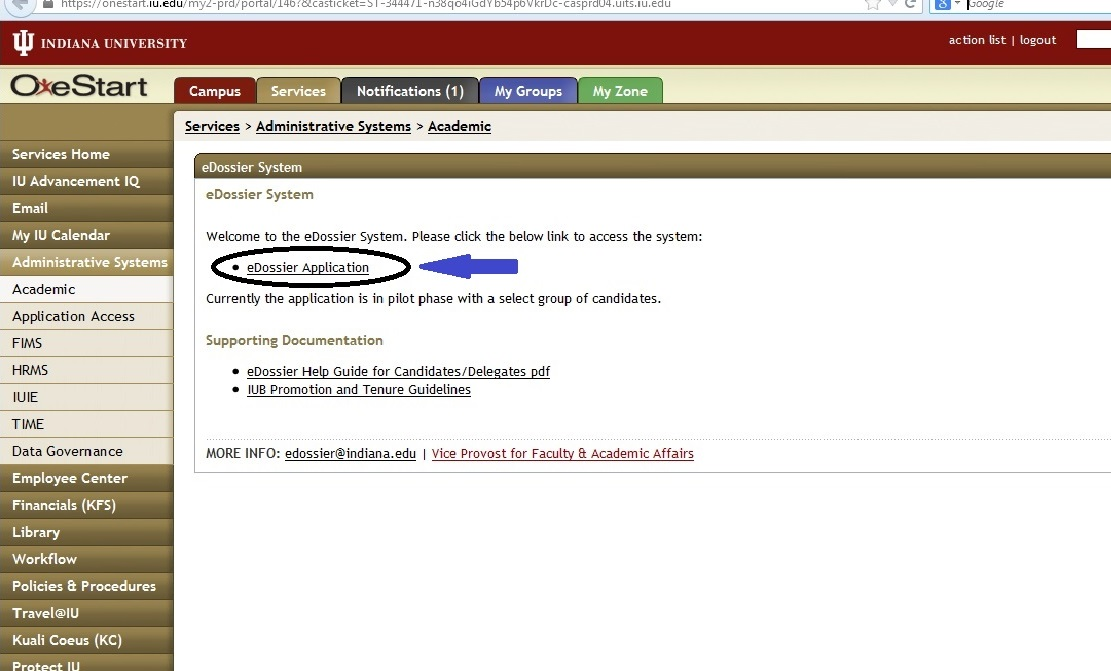 https://onestart.iu.edu/my2-prd/portal/146?&casticket=ST-344471-
Google
INDIANA UNIVERSITY
action list | logout
OneStart
Campus
Services
Notifications (1)
My Groups
My Zone
Services > Administrative Systems > Academic
Services Home
IU Advancement IQ
Email
My IU Calendar
Administrative Systems
Academic
Application Access
FIMS
HRMS
IUIE
TIME
Data Governance
Employee Center
Financials (KFS)
Library
Workflow
Policies & Procedures
Travel@IU
Kuali Coeus (KC)
Protect IU
eDossier System
eDossier System
Welcome to the eDossier System. Please click the below link to access the system:
• eDossier Application
Currently the application is in pilot phase with a select group of candidates.
Supporting Documentation
• eDossier Help Guide for Candidates/Delegates pdf
• IUB Promotion and Tenure Guidelines
MORE INFO: edossier@indiana.edu | Vice Provost for Faculty & Academic Affairs